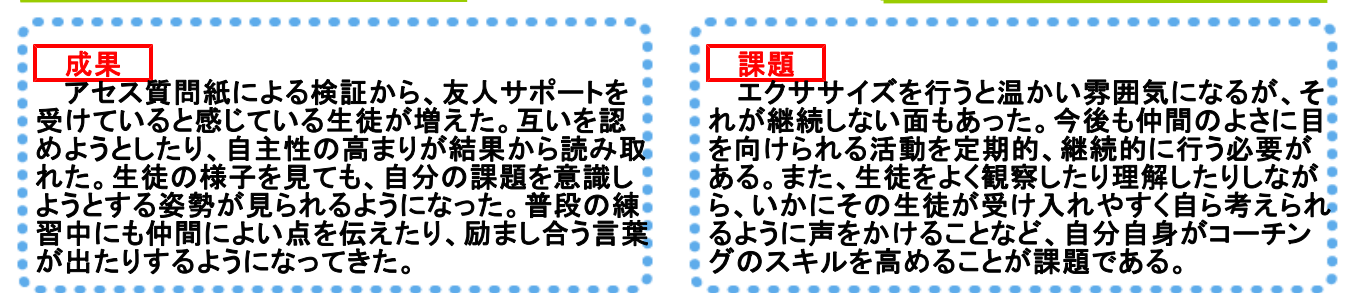 成果
アセス質問紙による検証から、友人サポートを
受けていると感じている生徒が増えた。互いを認
めようとしたり、自主性の高まりが結果から読み取
れた。生徒の様子を見ても、自分の課題を意識し
ようとする姿勢が見られるようになった。普段の練
習中にも仲間によい点を伝えたり、励まし合う言葉
が出たりするようになってきた。
課題
エクササイズを行うと温かい雰囲気になるが、そ
れが継続しない面もあった。今後も仲間のよさに目
を向けられる活動を定期的、継続的に行う必要が
ある。また、生徒をよく観察したり理解したりしなが
ら、いかにその生徒が受け入れやすく自ら考えられ
るように声をかけることなど、自分自身がコーチン
グのスキルを高めることが課題である。